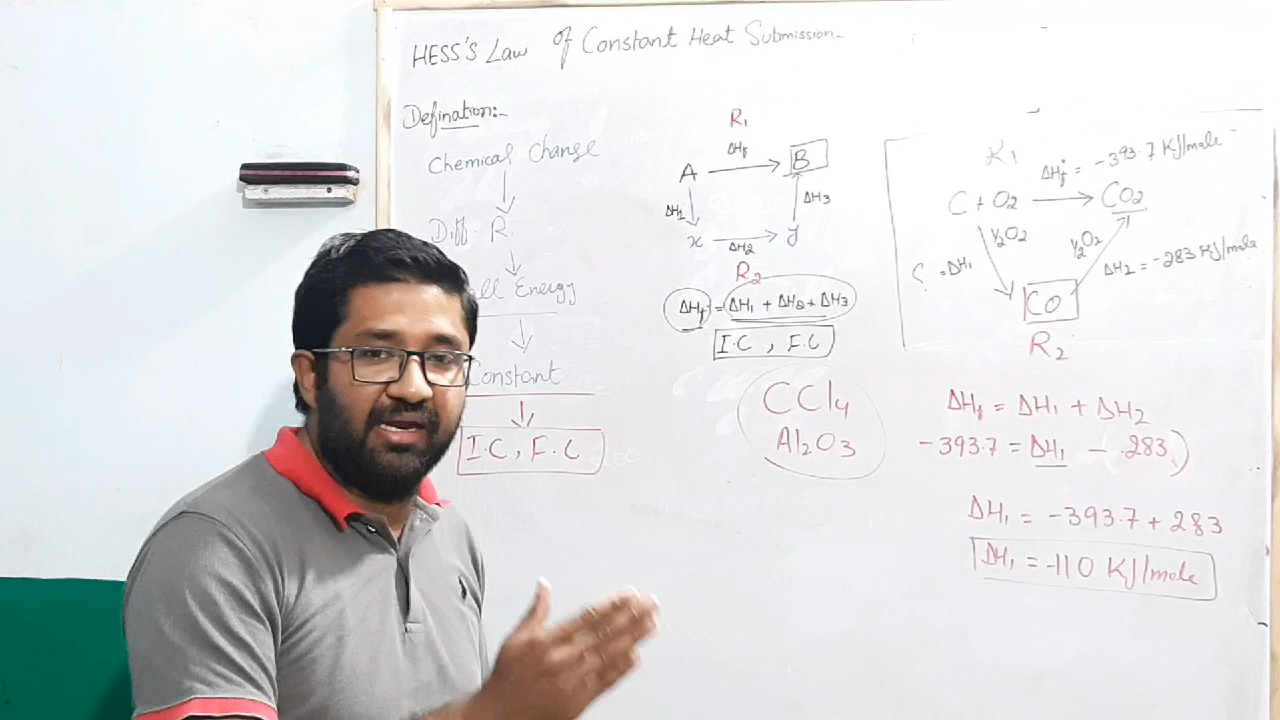 HESS'S Law of Constant Heat Submission
Defination:-
Chemical Change
Diff. R.
Energy
Constant
I.C, F.C
R1
ΔHf
A → B
ΔH1
ΔH3
x → y
ΔH2
R2
ΔHf = ΔH1 + ΔH2 + ΔH3
I.C, F.C
CCl4
Al2O3
R1
ΔHf° = -393.7 KJ/mole
C + O2 → CO2
½O2
½O2
? = ΔH1
ΔH2 = -283 KJ/mole
CO
R2
ΔHf = ΔH1 + ΔH2
-393.7 = ΔH1 - 283)
ΔH1 = -393.7 + 283
ΔH1 = -110 KJ/mole